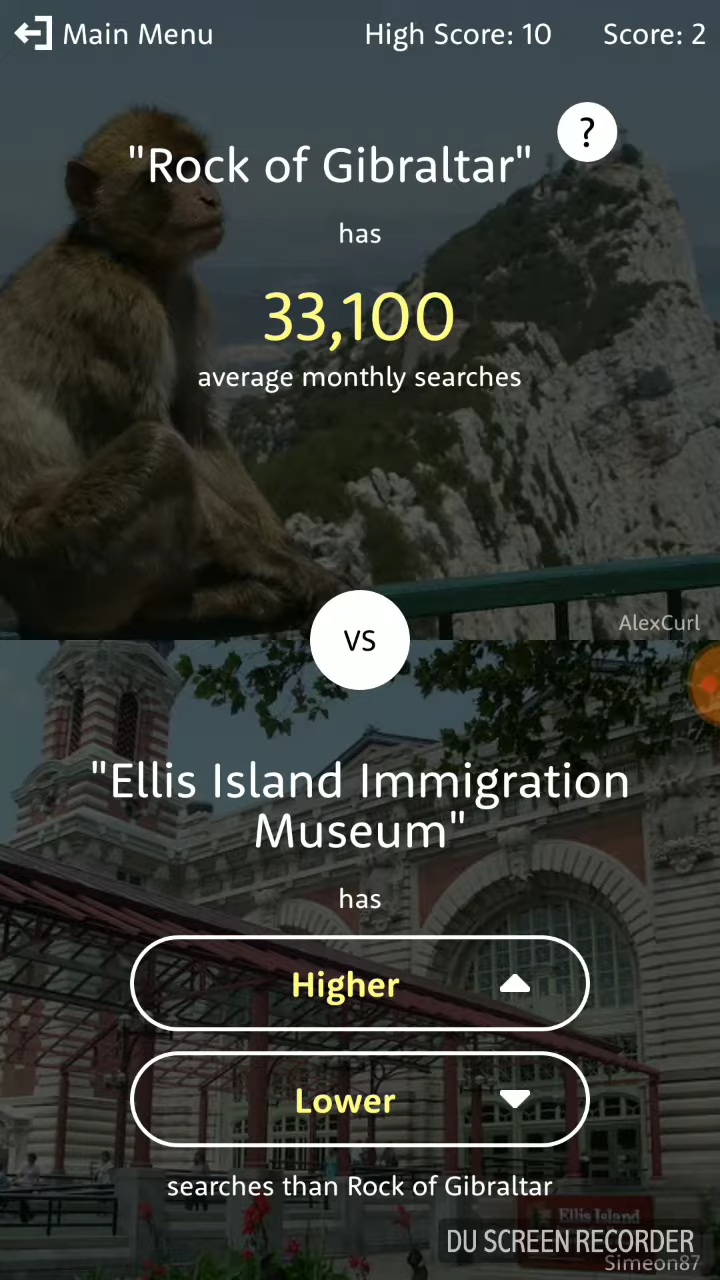 Main Menu
High Score: 10
Score: 2
"Rock of Gibraltar"
?
has
33,100
average monthly searches
AlexCurl
VS
"Ellis Island Immigration
Museum"
has
Higher
Lower
searches than Rock of Gibraltar
Ellis Island
DU SCREEN RECORDER
Simeon87